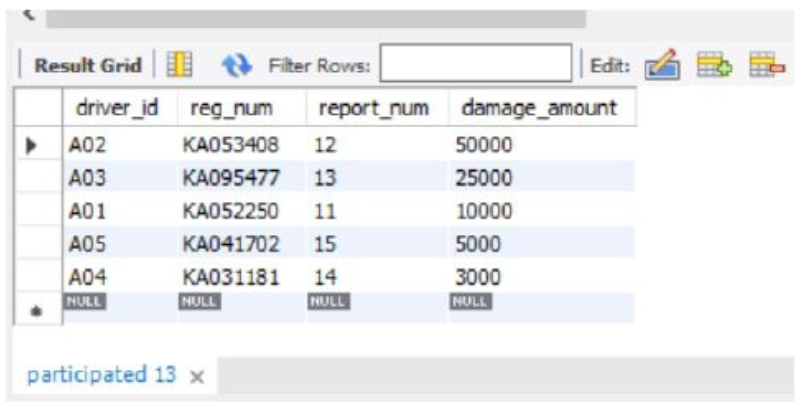 Result Grid Filter Rows: Edit:
driver_id reg_num report_num damage_amount
A02 KA053408 12 50000
A03 KA095477 13 25000
A01 KA052250 11 10000
A05 KA041702 15 5000
A04 KA031181 14 3000
NULL NULL NULL NULL
participated 13